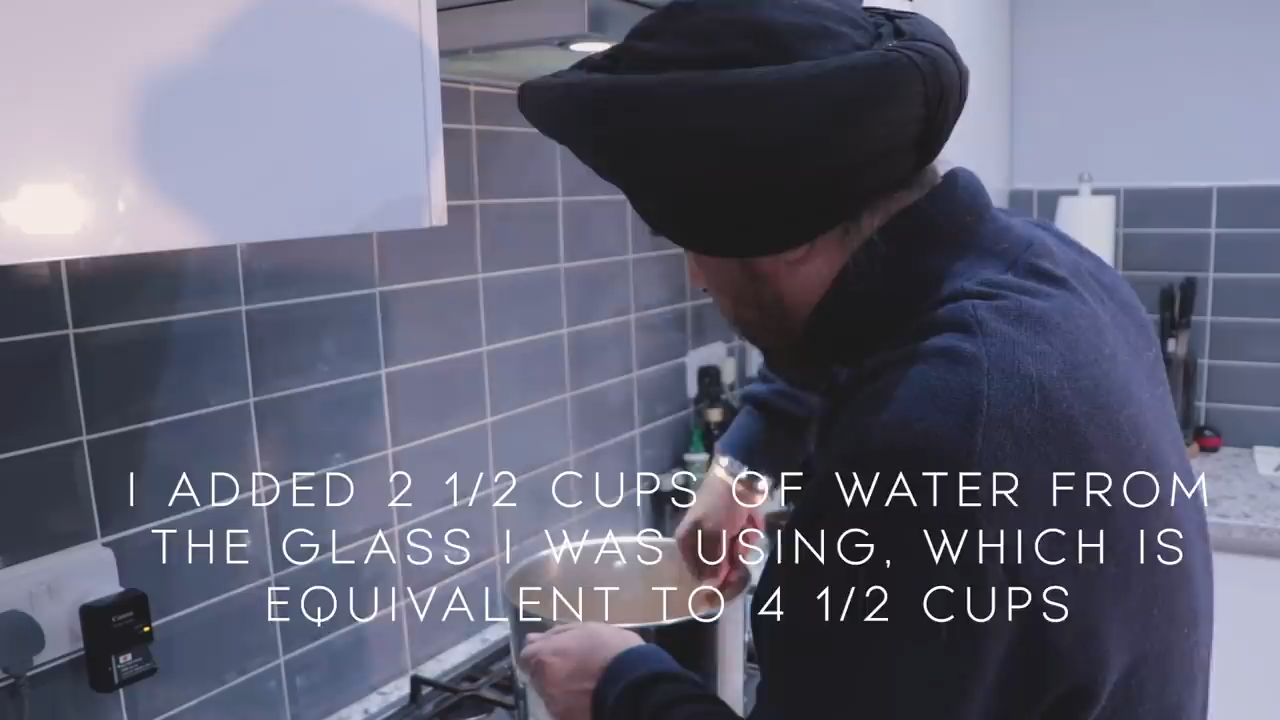 I ADDED 2 1/2 CUPS OF WATER FROM
THE GLASS I WAS USING, WHICH IS
EQUIVALENT TO 4 1/2 CUPS
Canon